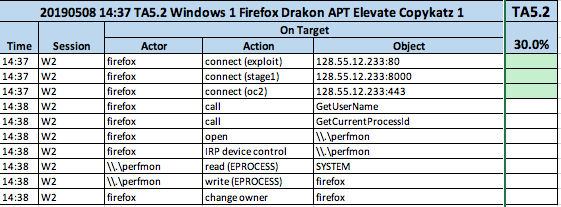 20190508 14:37 TA5.2 Windows 1 Firefox Drakon APT Elevate Copykatz 1 TA5.2
On Target
Time Session Actor Action Object 30.0%
14:37 W2 firefox connect (exploit) 128.55.12.233:80
14:37 W2 firefox connect (stage1) 128.55.12.233:8000
14:37 W2 firefox connect (oc2) 128.55.12.233:443
14:38 W2 firefox call GetUserName
14:38 W2 firefox call GetCurrentProcessId
14:38 W2 firefox open \\.\perfmon
14:38 W2 firefox IRP device control \\.\perfmon
14:38 W2 \\.\perfmon read (EPROCESS) SYSTEM
14:38 W2 \\.\perfmon write (EPROCESS) firefox
14:38 W2 firefox change owner firefox